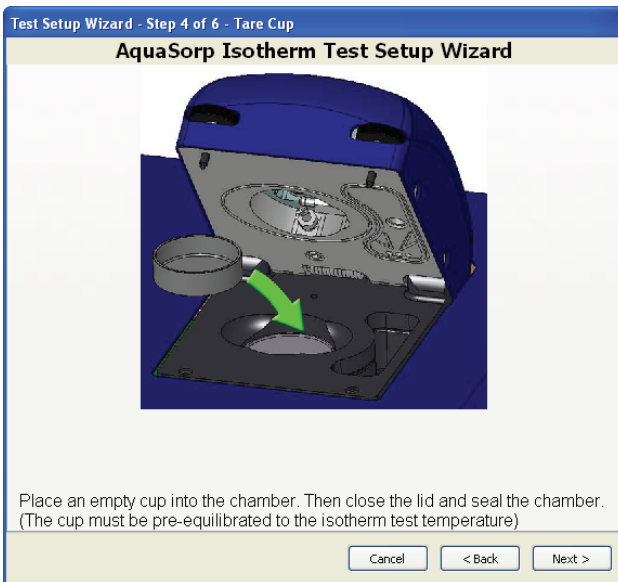 Test Setup Wizard - Step 4 of 6 - Tare Cup
AquaSorp Isotherm Test Setup Wizard
Place an empty cup into the chamber. Then close the lid and seal the chamber.
(The cup must be pre-equilibrated to the isotherm test temperature)
Cancel
< Back
Next >